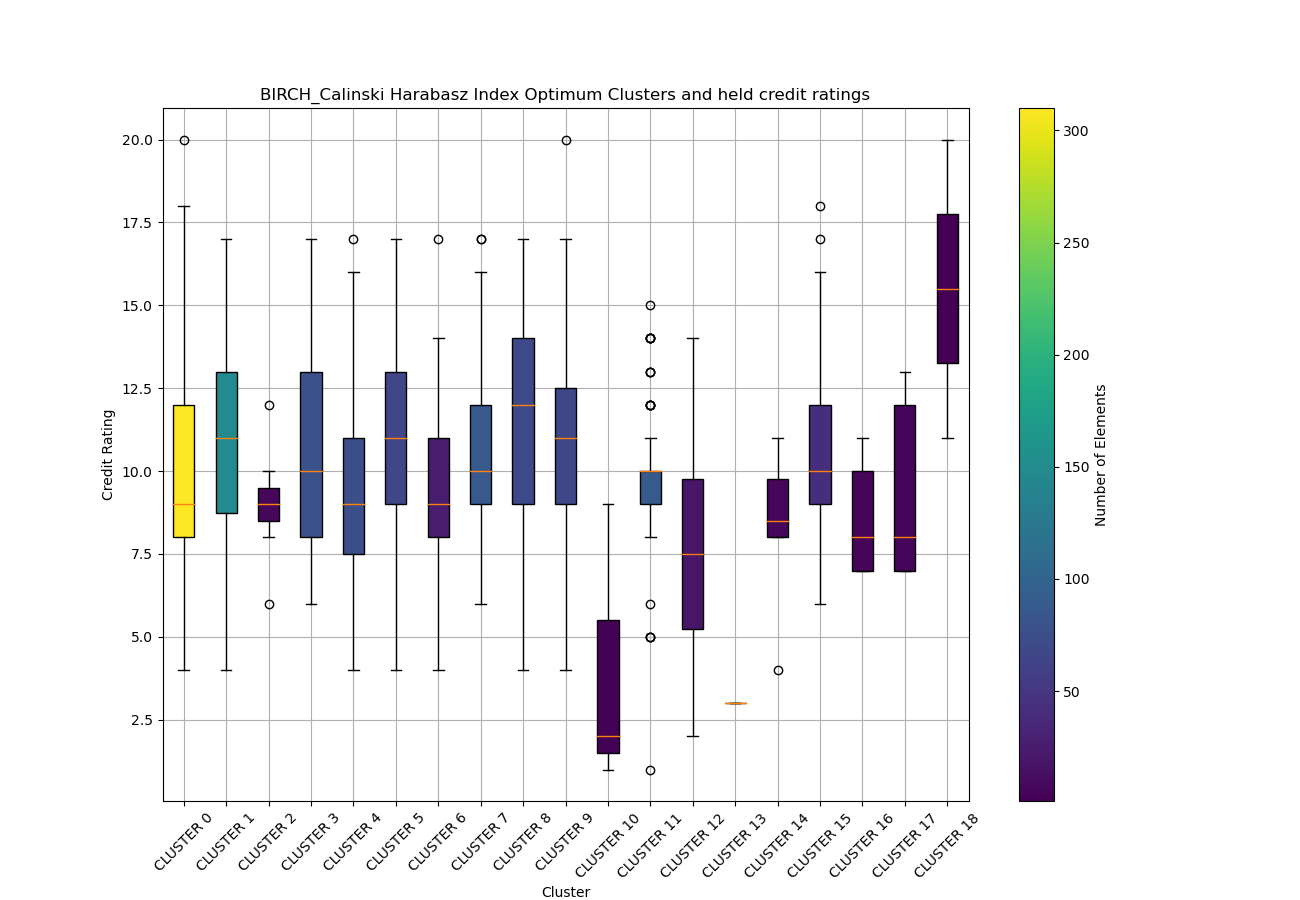 BIRCH_Calinski Harabasz Index Optimum Clusters and held credit ratings
20.0
17.5
15.0
12.5
10.0
7.5
5.0
2.5
Credit Rating
CLUSTER 0
CLUSTER 1
CLUSTER 2
CLUSTER 3
CLUSTER 4
CLUSTER 5
CLUSTER 6
CLUSTER 7
CLUSTER 8
CLUSTER 9
CLUSTER 10
CLUSTER 11
CLUSTER 12
CLUSTER 13
CLUSTER 14
CLUSTER 15
CLUSTER 16
CLUSTER 17
CLUSTER 18
Cluster
300
250
200
150
100
50
Number of Elements